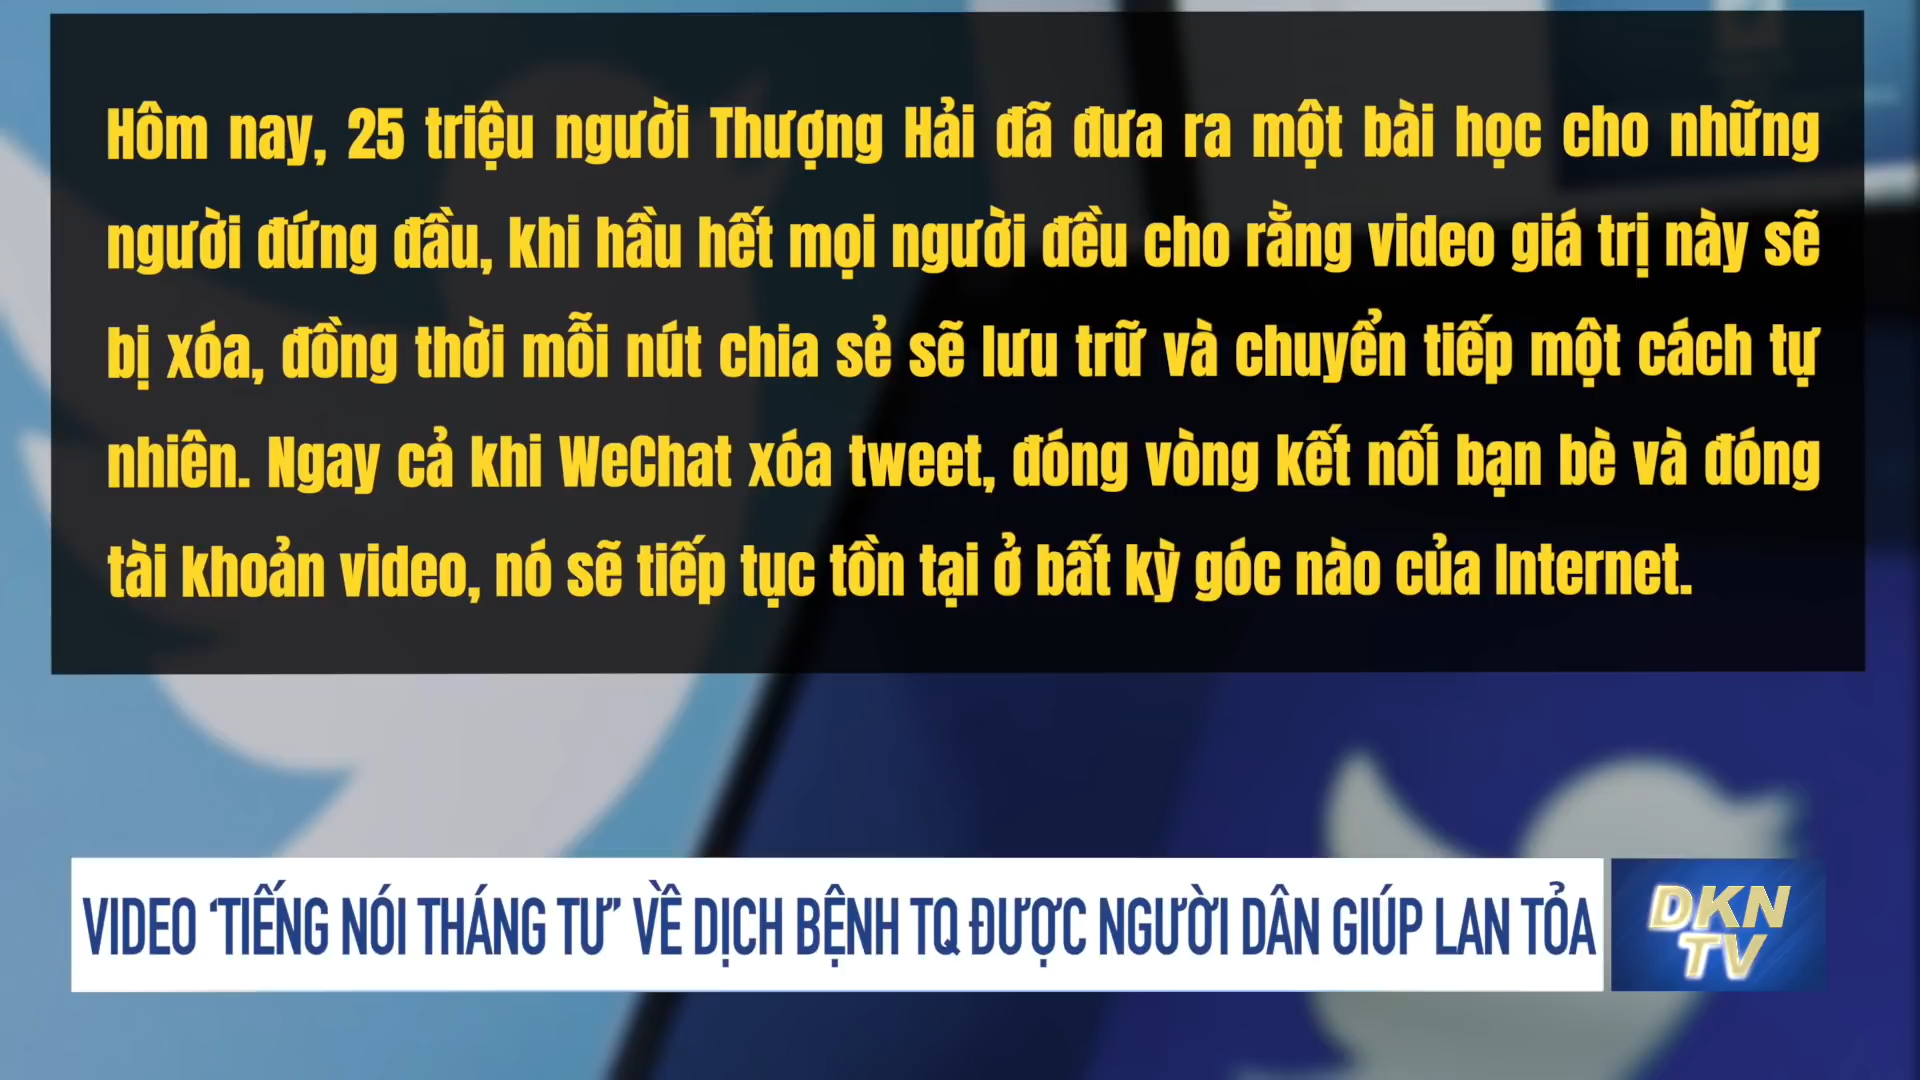 Hôm nay, 25 triệu người Thượng Hải đã đưa ra một bài học cho những
người đứng đầu, khi hầu hết mọi người đều cho rằng video giá trị này sẽ
bị xóa, đồng thời mỗi nút chia sẻ sẽ lưu trữ và chuyển tiếp một cách tự
nhiên. Ngay cả khi WeChat xóa tweet, đóng vòng kết nối bạn bè và đóng
tài khoản video, nó sẽ tiếp tục tồn tại ở bất kỳ góc nào của Internet.
VIDEO “TIẾNG NÓI THÁNG TƯ” VỀ DỊCH BỆNH TQ ĐƯỢC NGƯỜI DÂN GIÚP LAN TỎA
DKN
TV